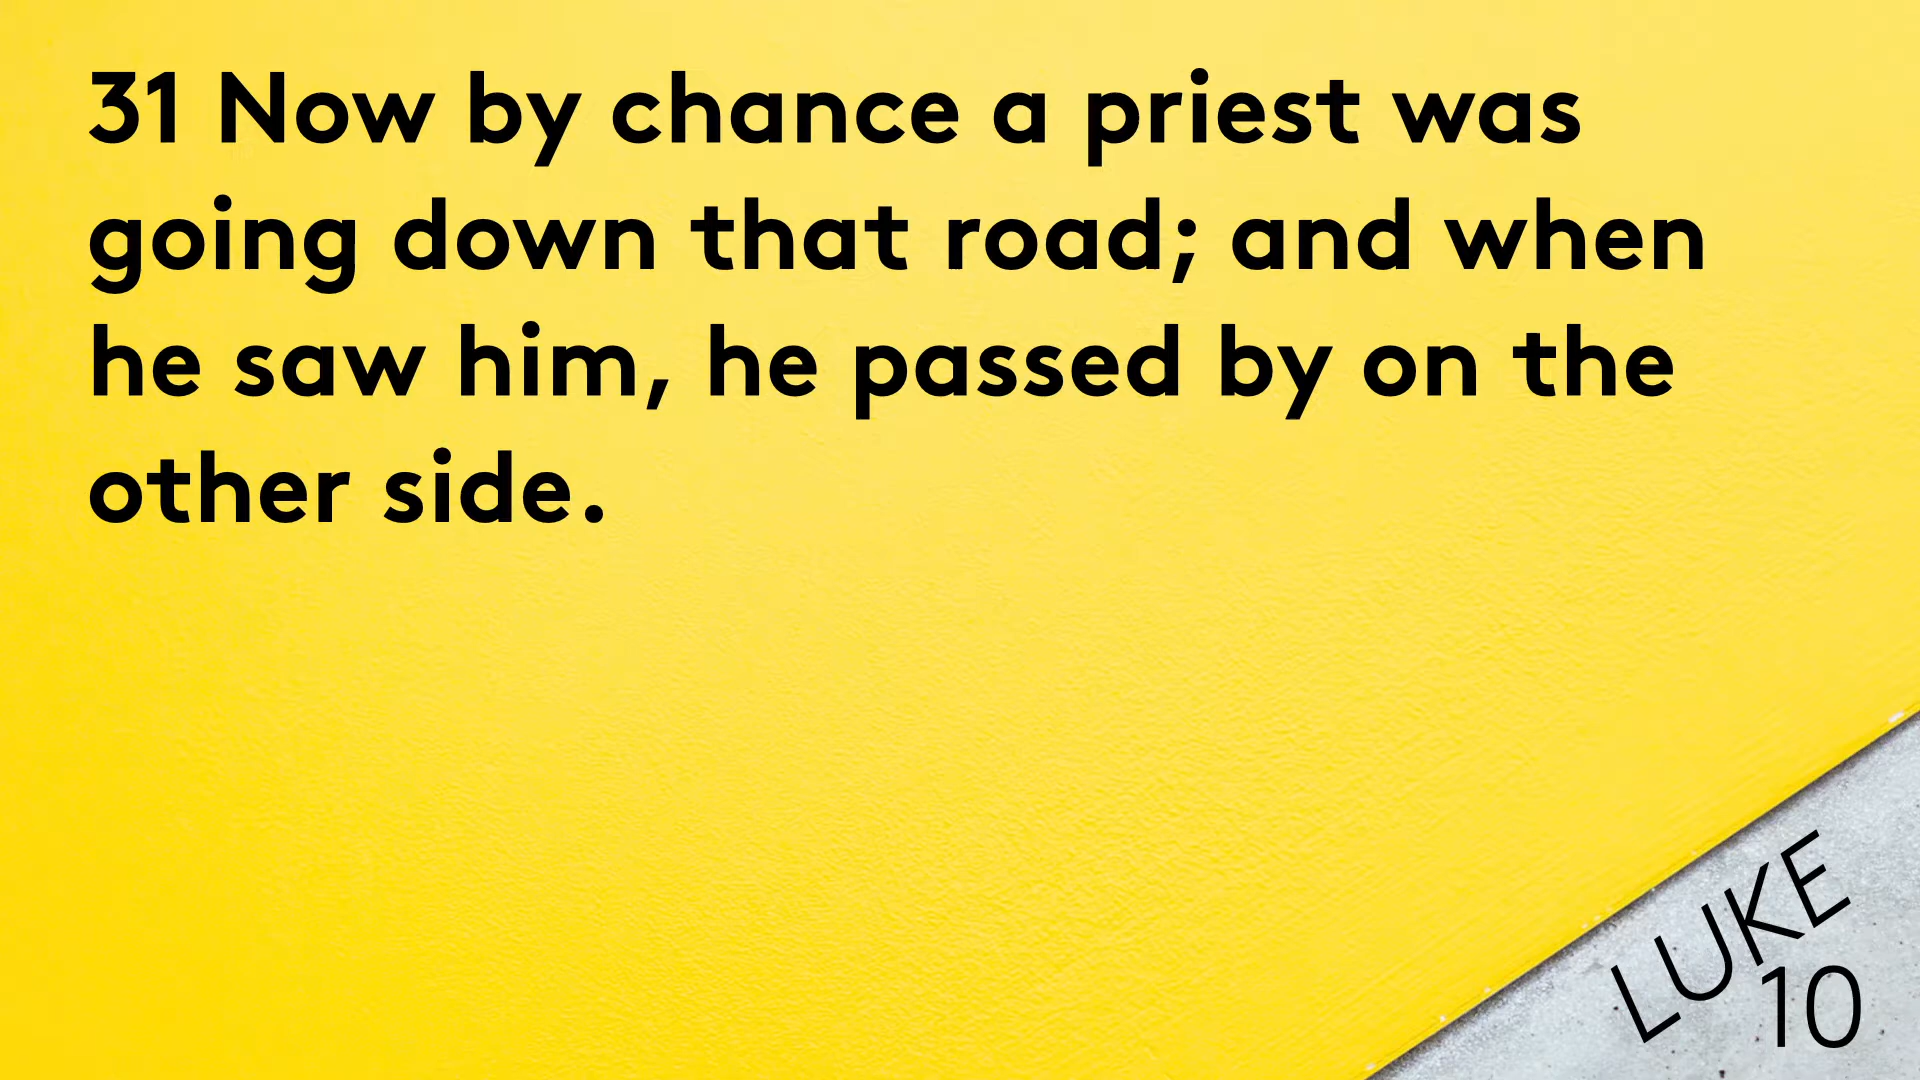 31 Now by chance a priest was
going down that road; and when
he saw him, he passed by on the
other side.
LUKE
10